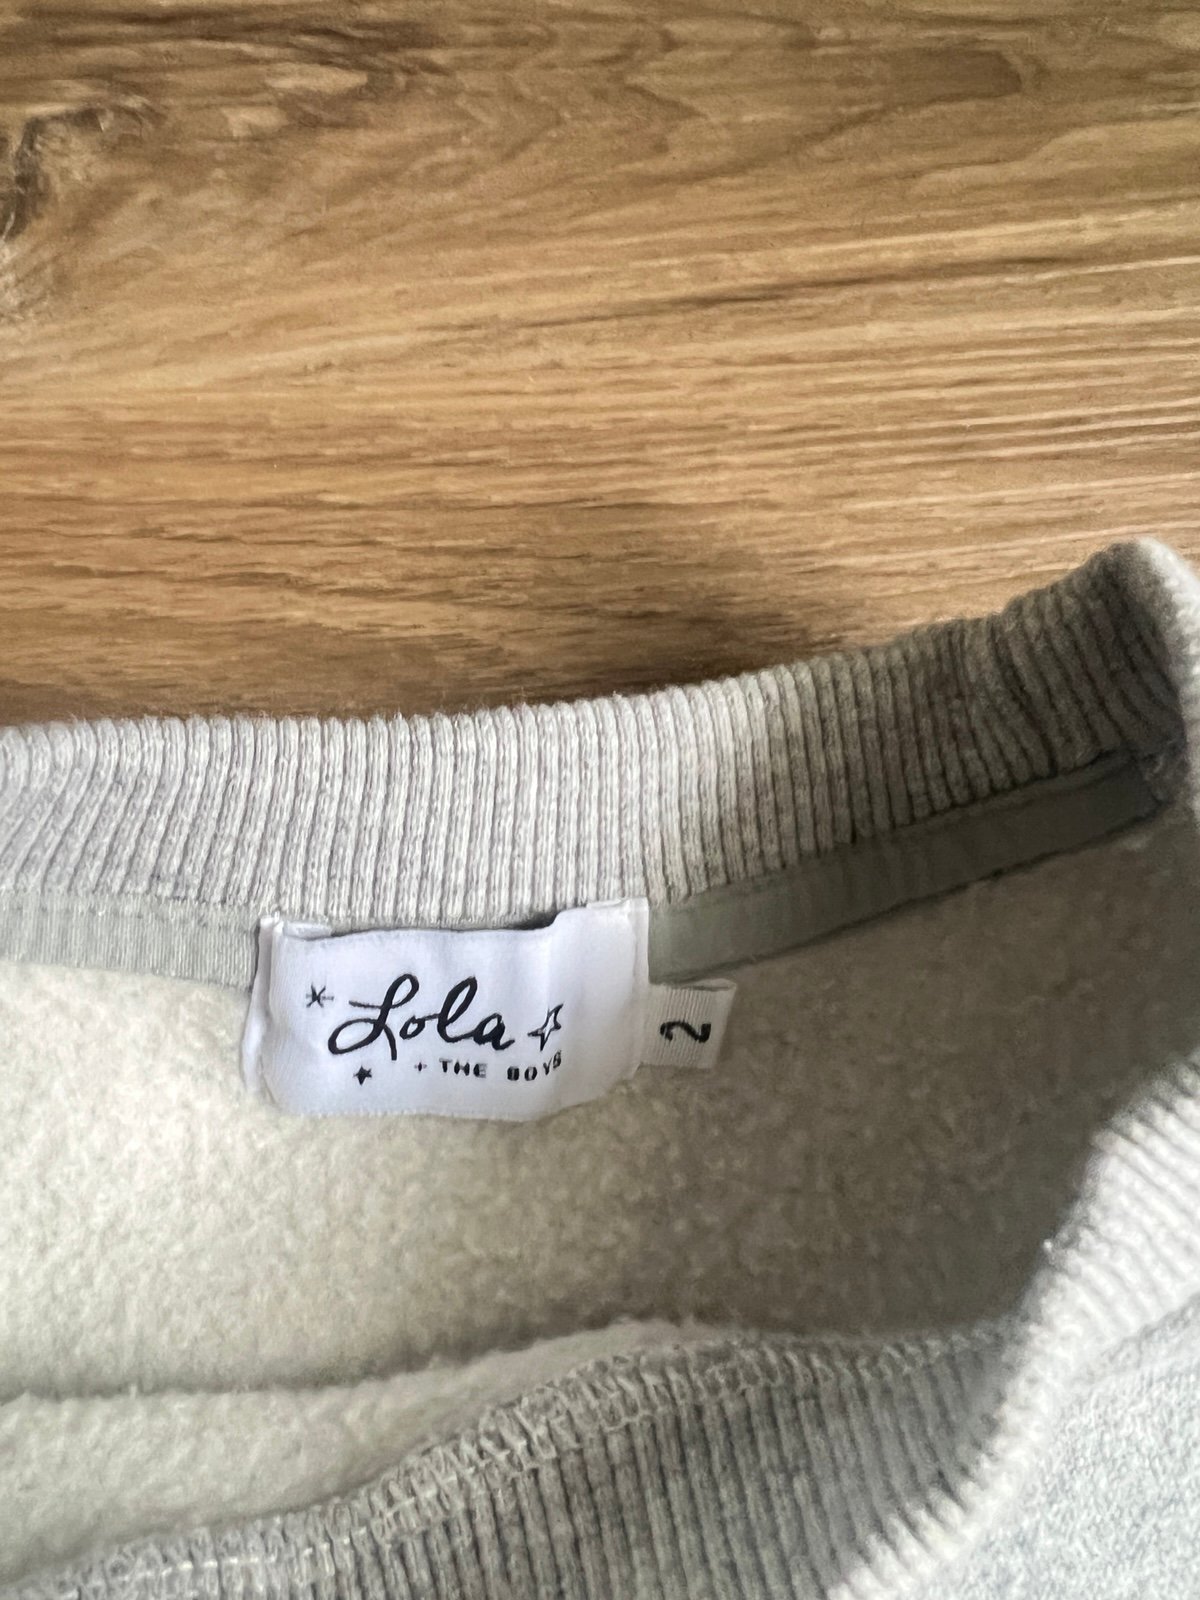 Lola
+ THE BOYS
2